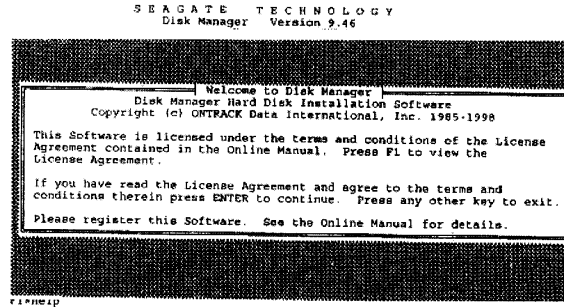 S E A G A T E   T E C H N O L O G Y
Disk Manager   Version 9.46
Welcome to Disk Manager
Disk Manager Hard Disk Installation Software
Copyright (c) ONTRACK Data International, Inc. 1985-1998
This Software is licensed under the terms and conditions of the License
Agreement contained in the Online Manual.  Press F1 to view the
License Agreement.
If you have read the License Agreement and agree to the terms and
conditions therein press ENTER to continue.  Press any other key to exit.
Please register this Software.  See the Online Manual for details.
F1=Help